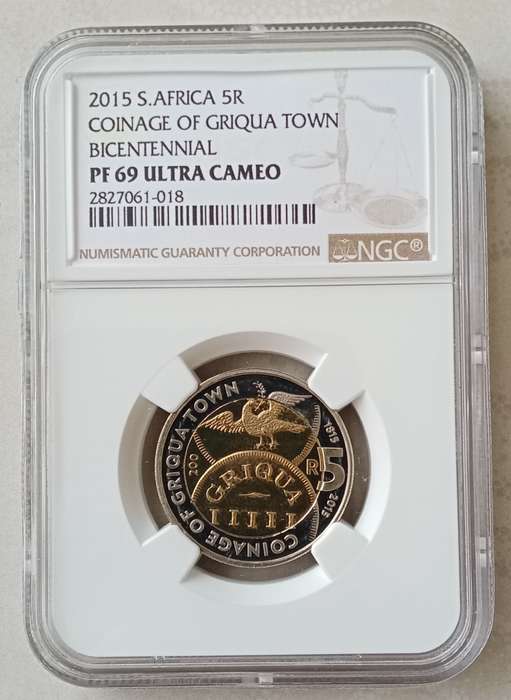 2015 S.AFRICA 5R
COINAGE OF GRIQUA TOWN
BICENTENNIAL
PF 69 ULTRA CAMEO
2827061-018
NUMISMATIC GUARANTY CORPORATION
NGC®
COINAGE OF GRIQUA TOWN
1815
200
R5
GRIQUA
IIIII
2015